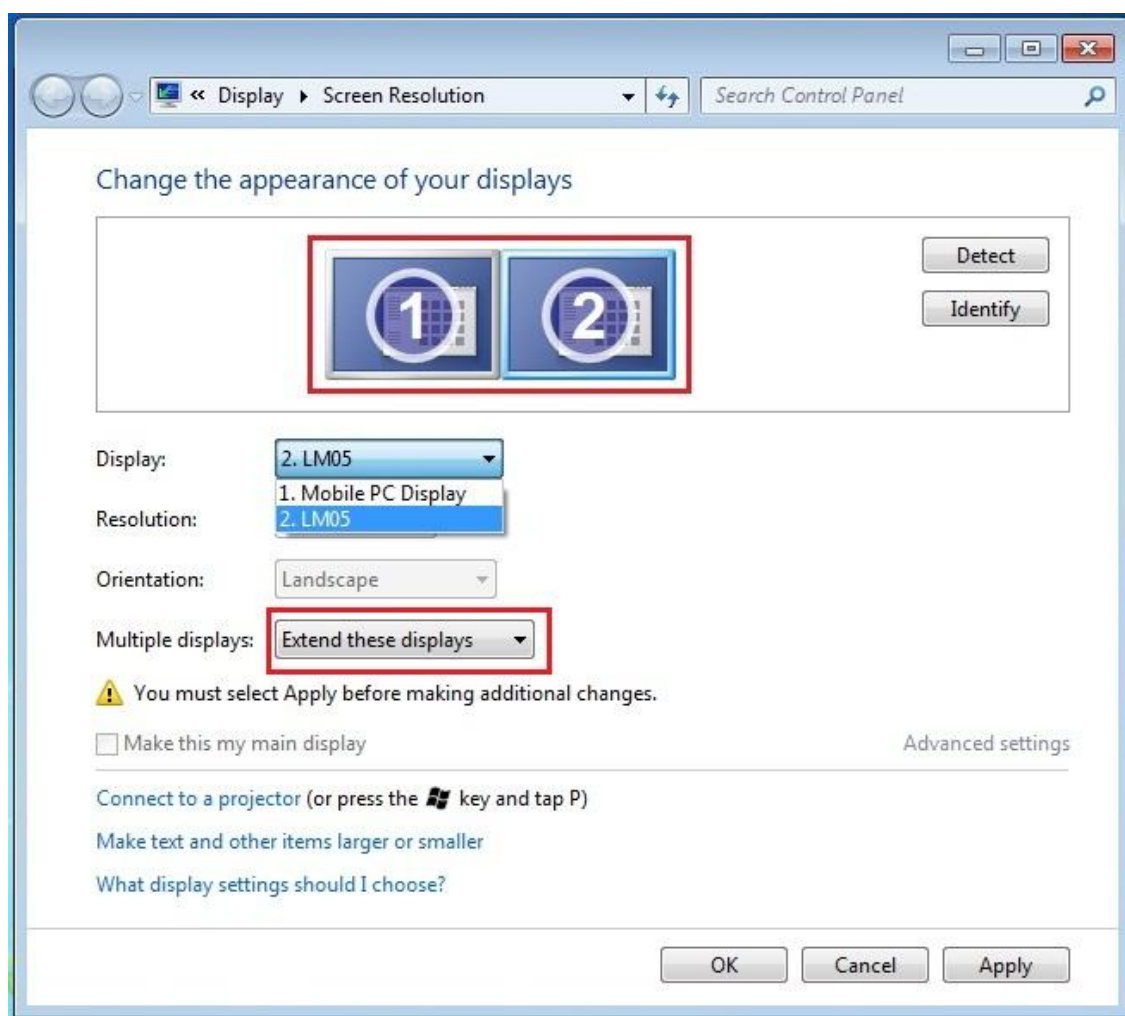 « Display ▸ Screen Resolution
Search Control Panel
Change the appearance of your displays
1
2
Detect
Identify
Display:
2. LM05
1. Mobile PC Display
2. LM05
Resolution:
Orientation:
Landscape
Multiple displays:
Extend these displays
You must select Apply before making additional changes.
Make this my main display
Advanced settings
Connect to a projector (or press the key and tap P)
Make text and other items larger or smaller
What display settings should I choose?
OK
Cancel
Apply